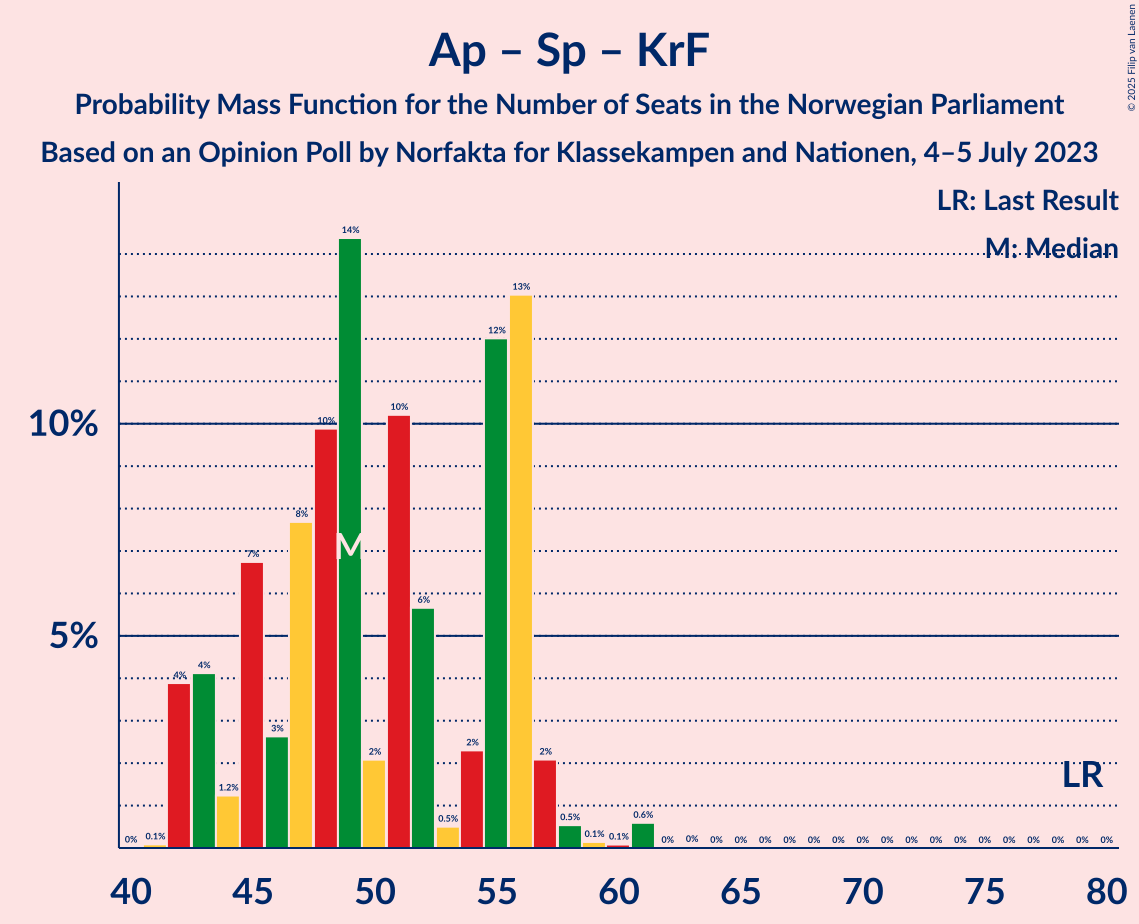 Ap – Sp – KrF
Probability Mass Function for the Number of Seats in the Norwegian Parliament
Based on an Opinion Poll by Norfakta for Klassekampen and Nationen, 4–5 July 2023
© 2025 Filip van Laenen
LR: Last Result
M: Median
10%
5%
0% 0.1% 4% 4% 1.2% 7% 3% 8% 10% 14% 2% 10% 6% 0.5% 2% 12% 13% 2% 0.5% 0.1% 0.1% 0.6% 0% 0% 0% 0% 0% 0% 0% 0% 0% 0% 0% 0% 0% 0% 0% 0% 0% 0% 0%
M
LR
40 45 50 55 60 65 70 75 80